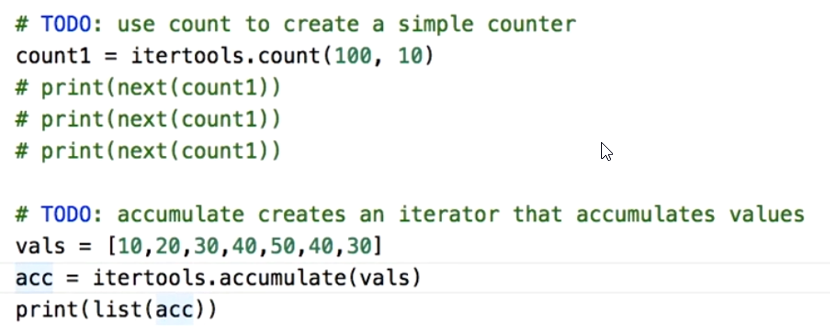 # TODO: use count to create a simple counter
count1 = itertools.count(100, 10)
# print(next(count1))
# print(next(count1))
# print(next(count1))
# TODO: accumulate creates an iterator that accumulates values
vals = [10,20,30,40,50,40,30]
acc = itertools.accumulate(vals)
print(list(acc))